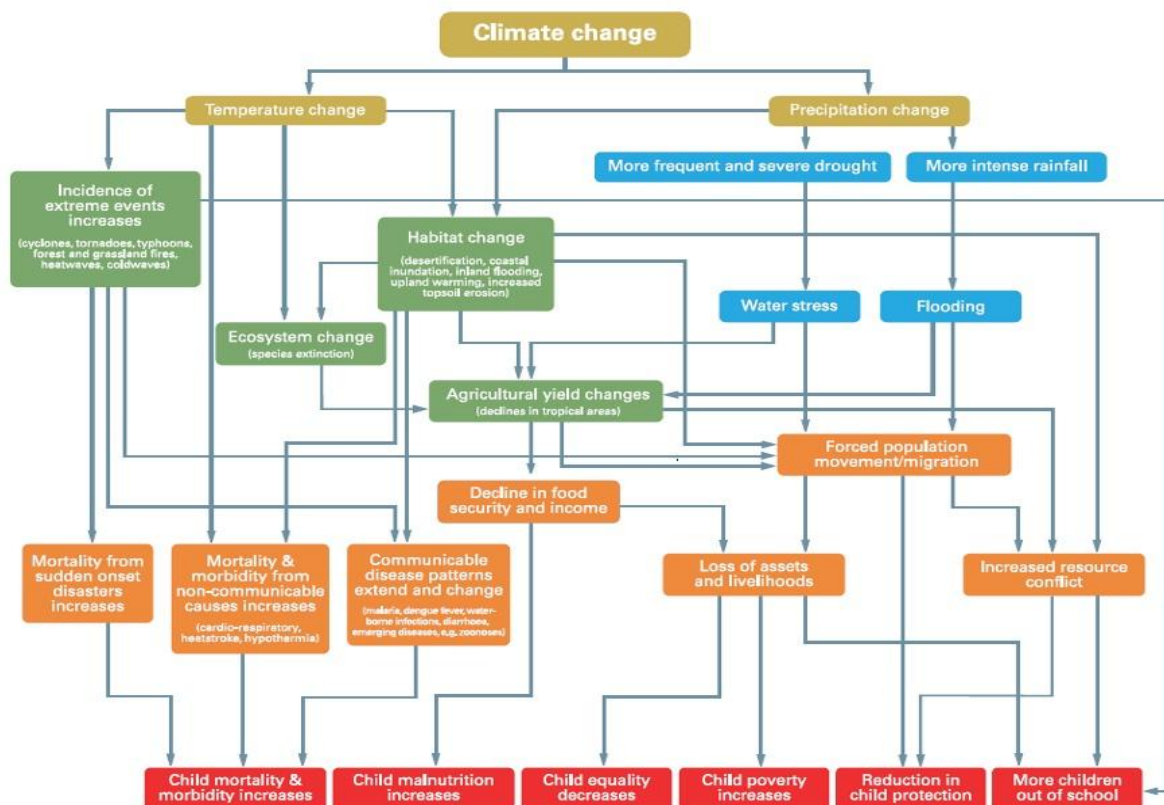 Climate change
Temperature change
Precipitation change
More frequent and severe drought
More intense rainfall
Incidence of
extreme events
increases
(cyclones, tornadoes, typhoons,
forest and grassland fires,
heatwaves, coldwaves)
Habitat change
(desertification, coastal
inundation, inland flooding,
upland warming, increased
topsoil erosion)
Water stress
Flooding
Ecosystem change
(species extinction)
Agricultural yield changes
(declines in tropical areas)
Forced population
movement/migration
Decline in food
security and income
Mortality from
sudden onset
disasters
increases
Mortality &
morbidity from
non-communicable
causes increases
(cardio-respiratory,
heatstroke, hypothermia)
Communicable
disease patterns
extend and change
(malaria, dengue fever, water-
borne infections, diarrhoea,
emerging diseases, e.g. zoonoses)
Loss of assets
and livelihoods
Increased resource
conflict
Child mortality &
morbidity increases
Child malnutrition
increases
Child equality
decreases
Child poverty
increases
Reduction in
child protection
More children
out of school